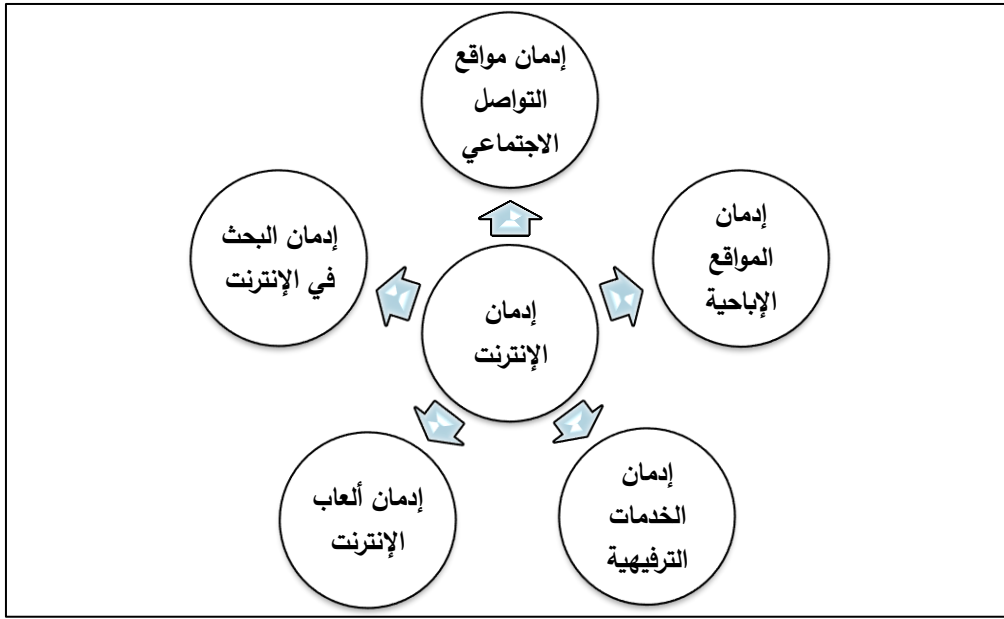 إدمان مواقع
التواصل
الاجتماعي
إدمان
المواقع
الإباحية
إدمان البحث
في الإنترنت
إدمان
الإنترنت
إدمان
الخدمات
الترفيهية
إدمان ألعاب
الإنترنت